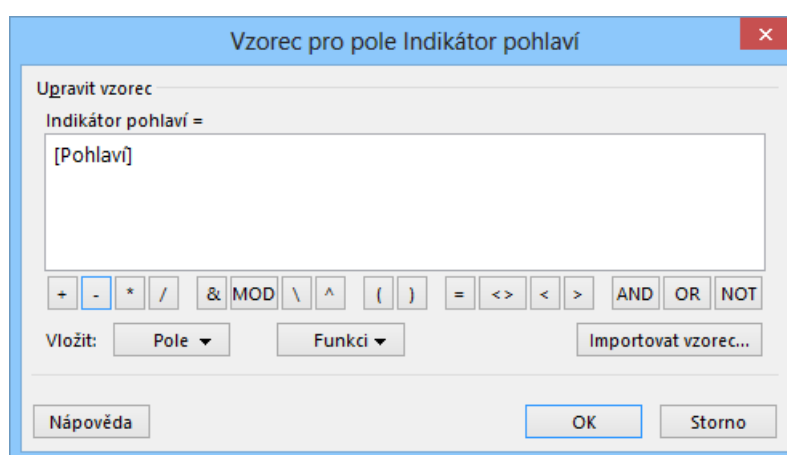 Vzorec pro pole Indikátor pohlaví
×
Upravit vzorec
Indikátor pohlaví =
[Pohlaví]
+ - * / & MOD \ ^ ( ) = <> < > AND OR NOT
Vložit: Pole Funkci Importovat vzorec...
Nápověda OK Storno